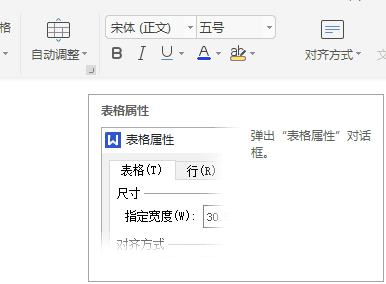 格
自动调整
宋体 (正文)
五号
B I U A ab
对齐方式
文
表格属性
W 表格属性
弹出“表格属性”对话
框。
表格(T) 行(R)
尺寸
指定宽度(W): 30.
对齐方式